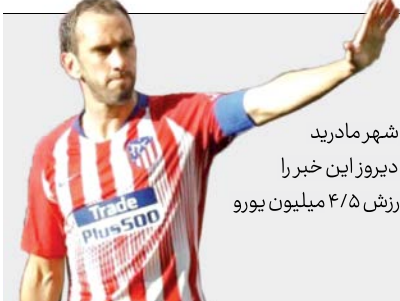 شهر مادرید
دیروز این خبر را
رزش ۴/۵ میلیون یورو
Trade
Plus500